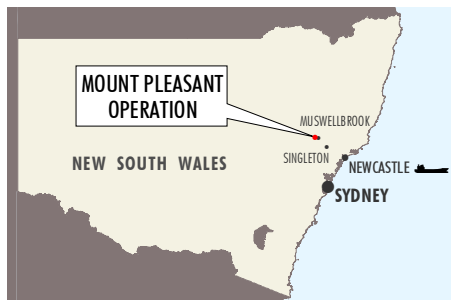 MOUNT PLEASANT
OPERATION
MUSWELLBROOK
SINGLETON
NEW SOUTH WALES
NEWCASTLE
SYDNEY